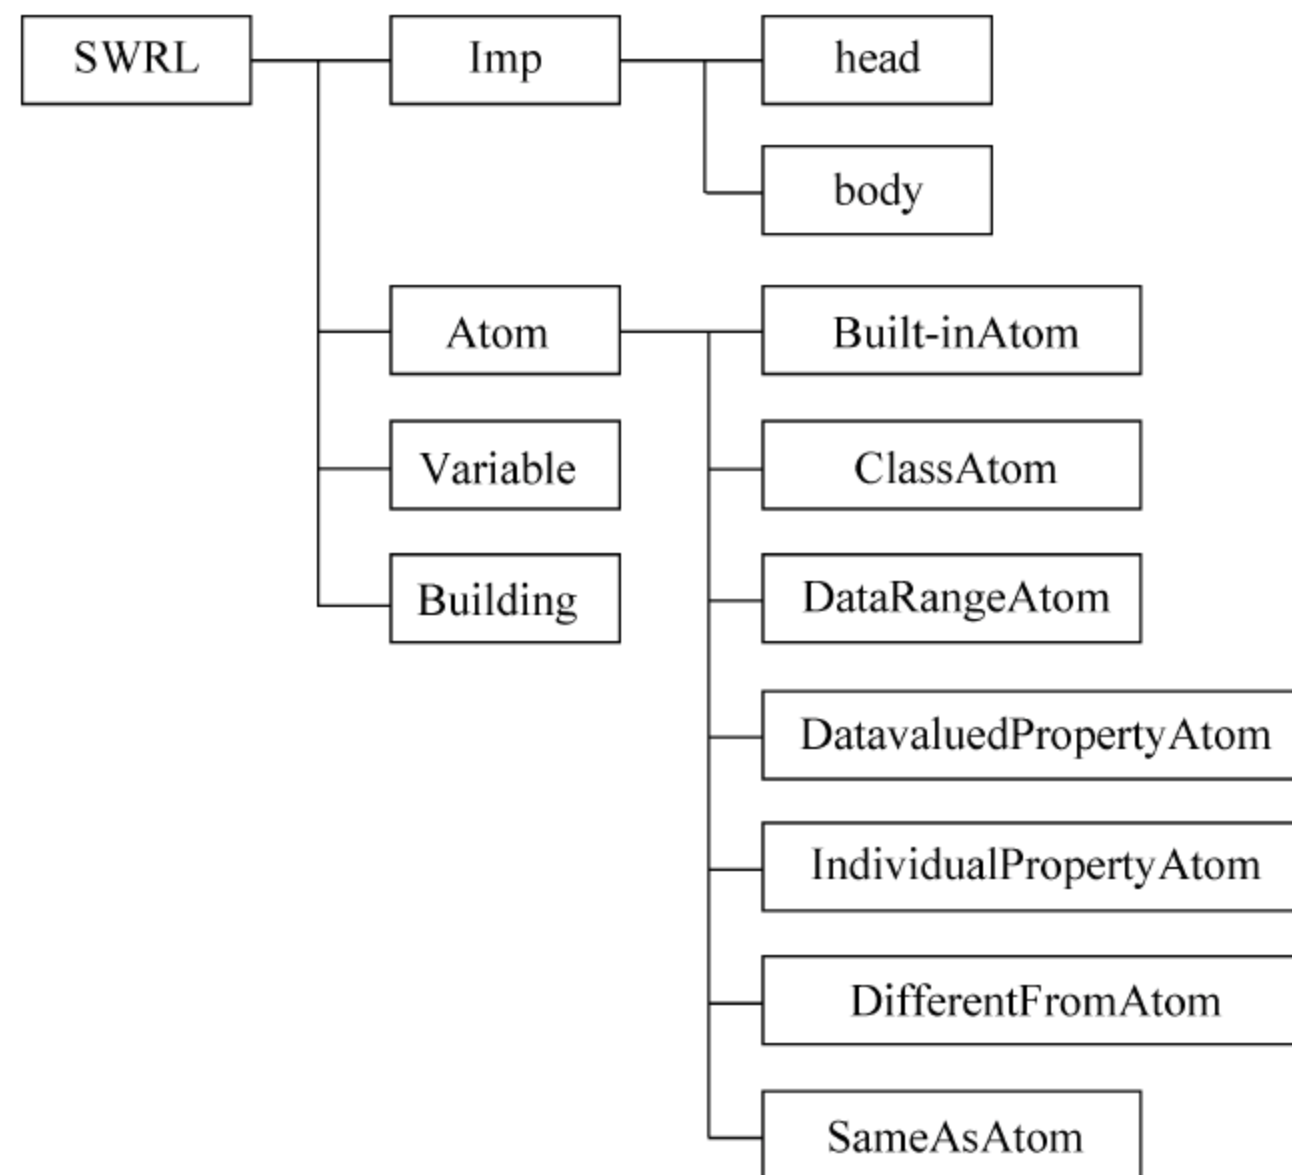 SWRL
Imp
head
body
Atom
Built-inAtom
Variable
ClassAtom
Building
DataRangeAtom
DatavaluedPropertyAtom
IndividualPropertyAtom
DifferentFromAtom
SameAsAtom